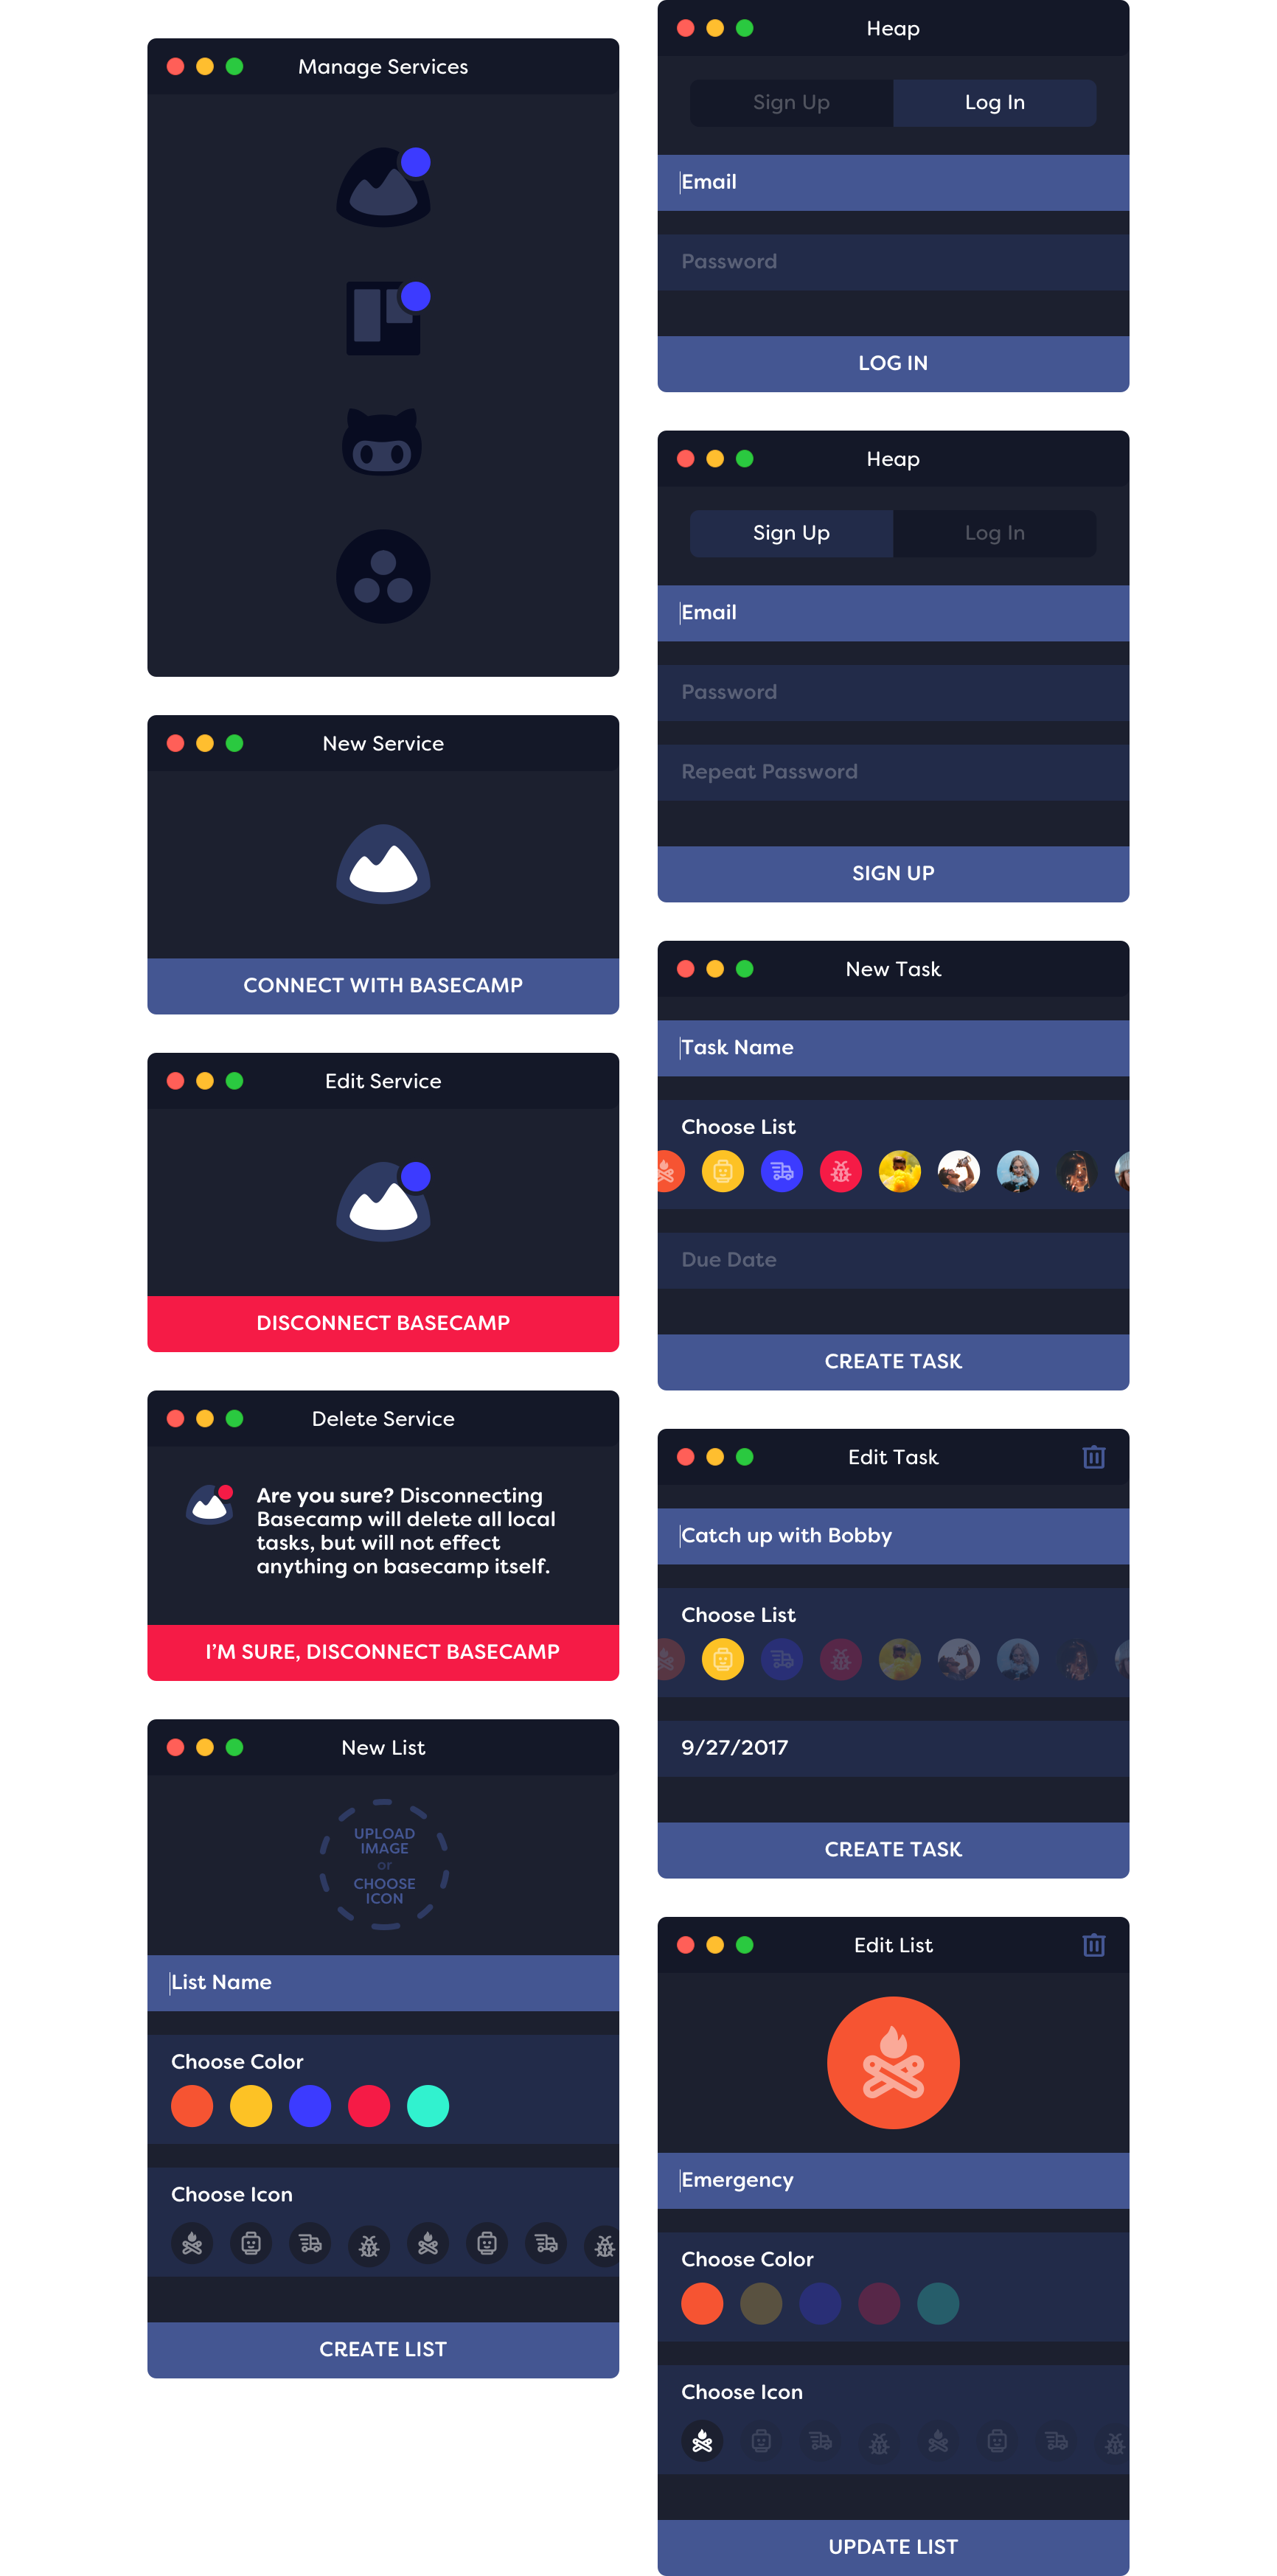 Manage Services
New Service
CONNECT WITH BASECAMP
Edit Service
DISCONNECT BASECAMP
Delete Service
Are you sure? Disconnecting
Basecamp will delete all local
tasks, but will not effect
anything on basecamp itself.
I’M SURE, DISCONNECT BASECAMP
New List
UPLOAD
IMAGE
or
CHOOSE
ICON
List Name
Choose Color
Choose Icon
CREATE LIST
Heap
Sign Up Log In
Email
Password
LOG IN
Heap
Sign Up Log In
Email
Password
Repeat Password
SIGN UP
New Task
Task Name
Choose List
Due Date
CREATE TASK
Edit Task
Catch up with Bobby
Choose List
9/27/2017
CREATE TASK
Edit List
Emergency
Choose Color
Choose Icon
UPDATE LIST